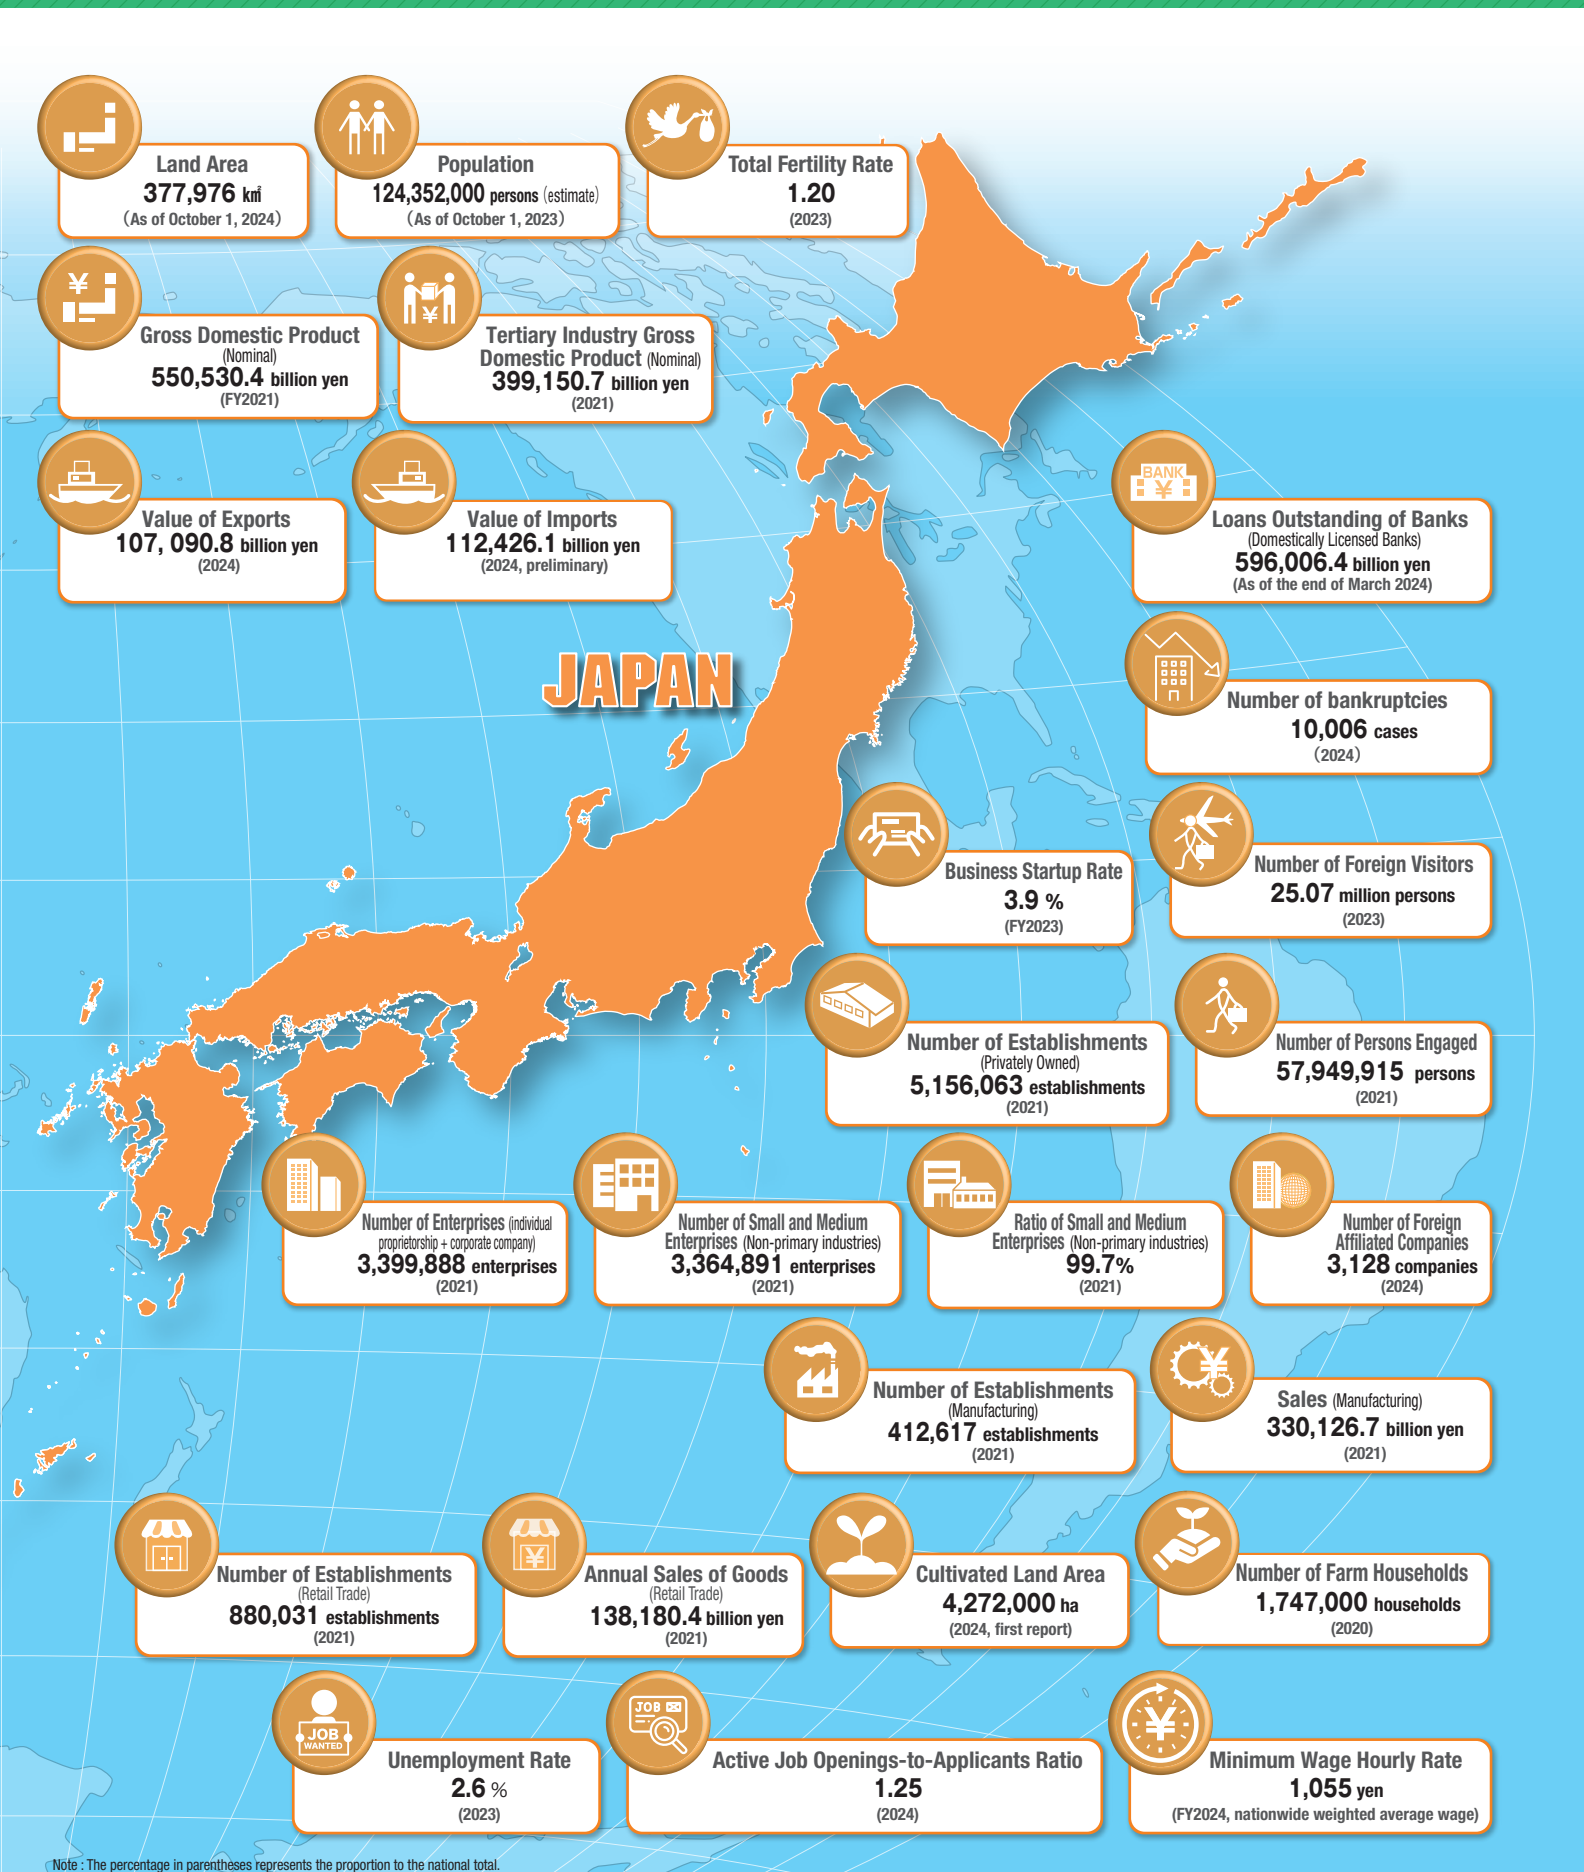 Land Area
377,976 ㎢
(As of October 1, 2024)
Population
124,352,000 persons (estimate)
(As of October 1, 2023)
Total Fertility Rate
1.20
(2023)
¥
Gross Domestic Product
(Nominal)
550,530.4 billion yen
(FY2021)
¥
Tertiary Industry Gross
Domestic Product (Nominal)
399,150.7 billion yen
(2021)
Value of Exports
107, 090.8 billion yen
(2024)
Value of Imports
112,426.1 billion yen
(2024, preliminary)
BANK
¥
Loans Outstanding of Banks
(Domestically Licensed Banks)
596,006.4 billion yen
(As of the end of March 2024)
JAPAN
Number of bankruptcies
10,006 cases
(2024)
Business Startup Rate
3.9 %
(FY2023)
Number of Foreign Visitors
25.07 million persons
(2023)
Number of Establishments
(Privately Owned)
5,156,063 establishments
(2021)
Number of Persons Engaged
57,949,915 persons
(2021)
Number of Enterprises (individual
proprietorship + corporate company)
3,399,888 enterprises
(2021)
Number of Small and Medium
Enterprises (Non-primary industries)
3,364,891 enterprises
(2021)
Ratio of Small and Medium
Enterprises (Non-primary industries)
99.7%
(2021)
Number of Foreign
Affiliated Companies
3,128 companies
(2024)
Number of Establishments
(Manufacturing)
412,617 establishments
(2021)
¥
Sales (Manufacturing)
330,126.7 billion yen
(2021)
Number of Establishments
(Retail Trade)
880,031 establishments
(2021)
¥
Annual Sales of Goods
(Retail Trade)
138,180.4 billion yen
(2021)
Cultivated Land Area
4,272,000 ha
(2024, first report)
Number of Farm Households
1,747,000 households
(2020)
JOB
WANTED
Unemployment Rate
2.6 %
(2023)
JOB
Active Job Openings-to-Applicants Ratio
1.25
(2024)
¥
Minimum Wage Hourly Rate
1,055 yen
(FY2024, nationwide weighted average wage)
Note : The percentage in parentheses represents the proportion to the national total.